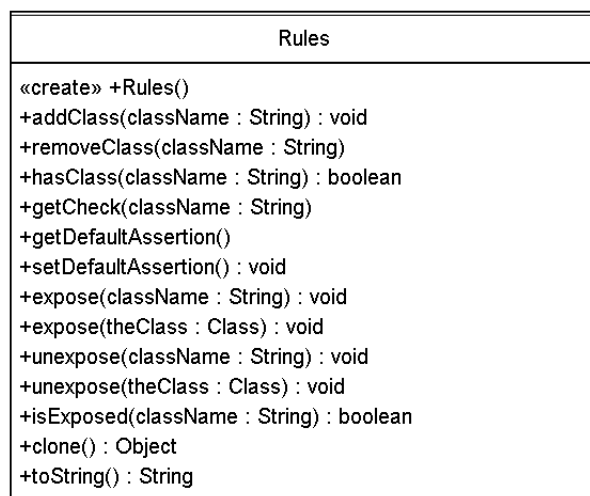 Rules
«create» +Rules()
+addClass(className : String) : void
+removeClass(className : String)
+hasClass(className : String) : boolean
+getCheck(className : String)
+getDefaultAssertion()
+setDefaultAssertion() : void
+expose(className : String) : void
+expose(theClass : Class) : void
+unexpose(className : String) : void
+unexpose(theClass : Class) : void
+isExposed(className : String) : boolean
+clone() : Object
+toString() : String